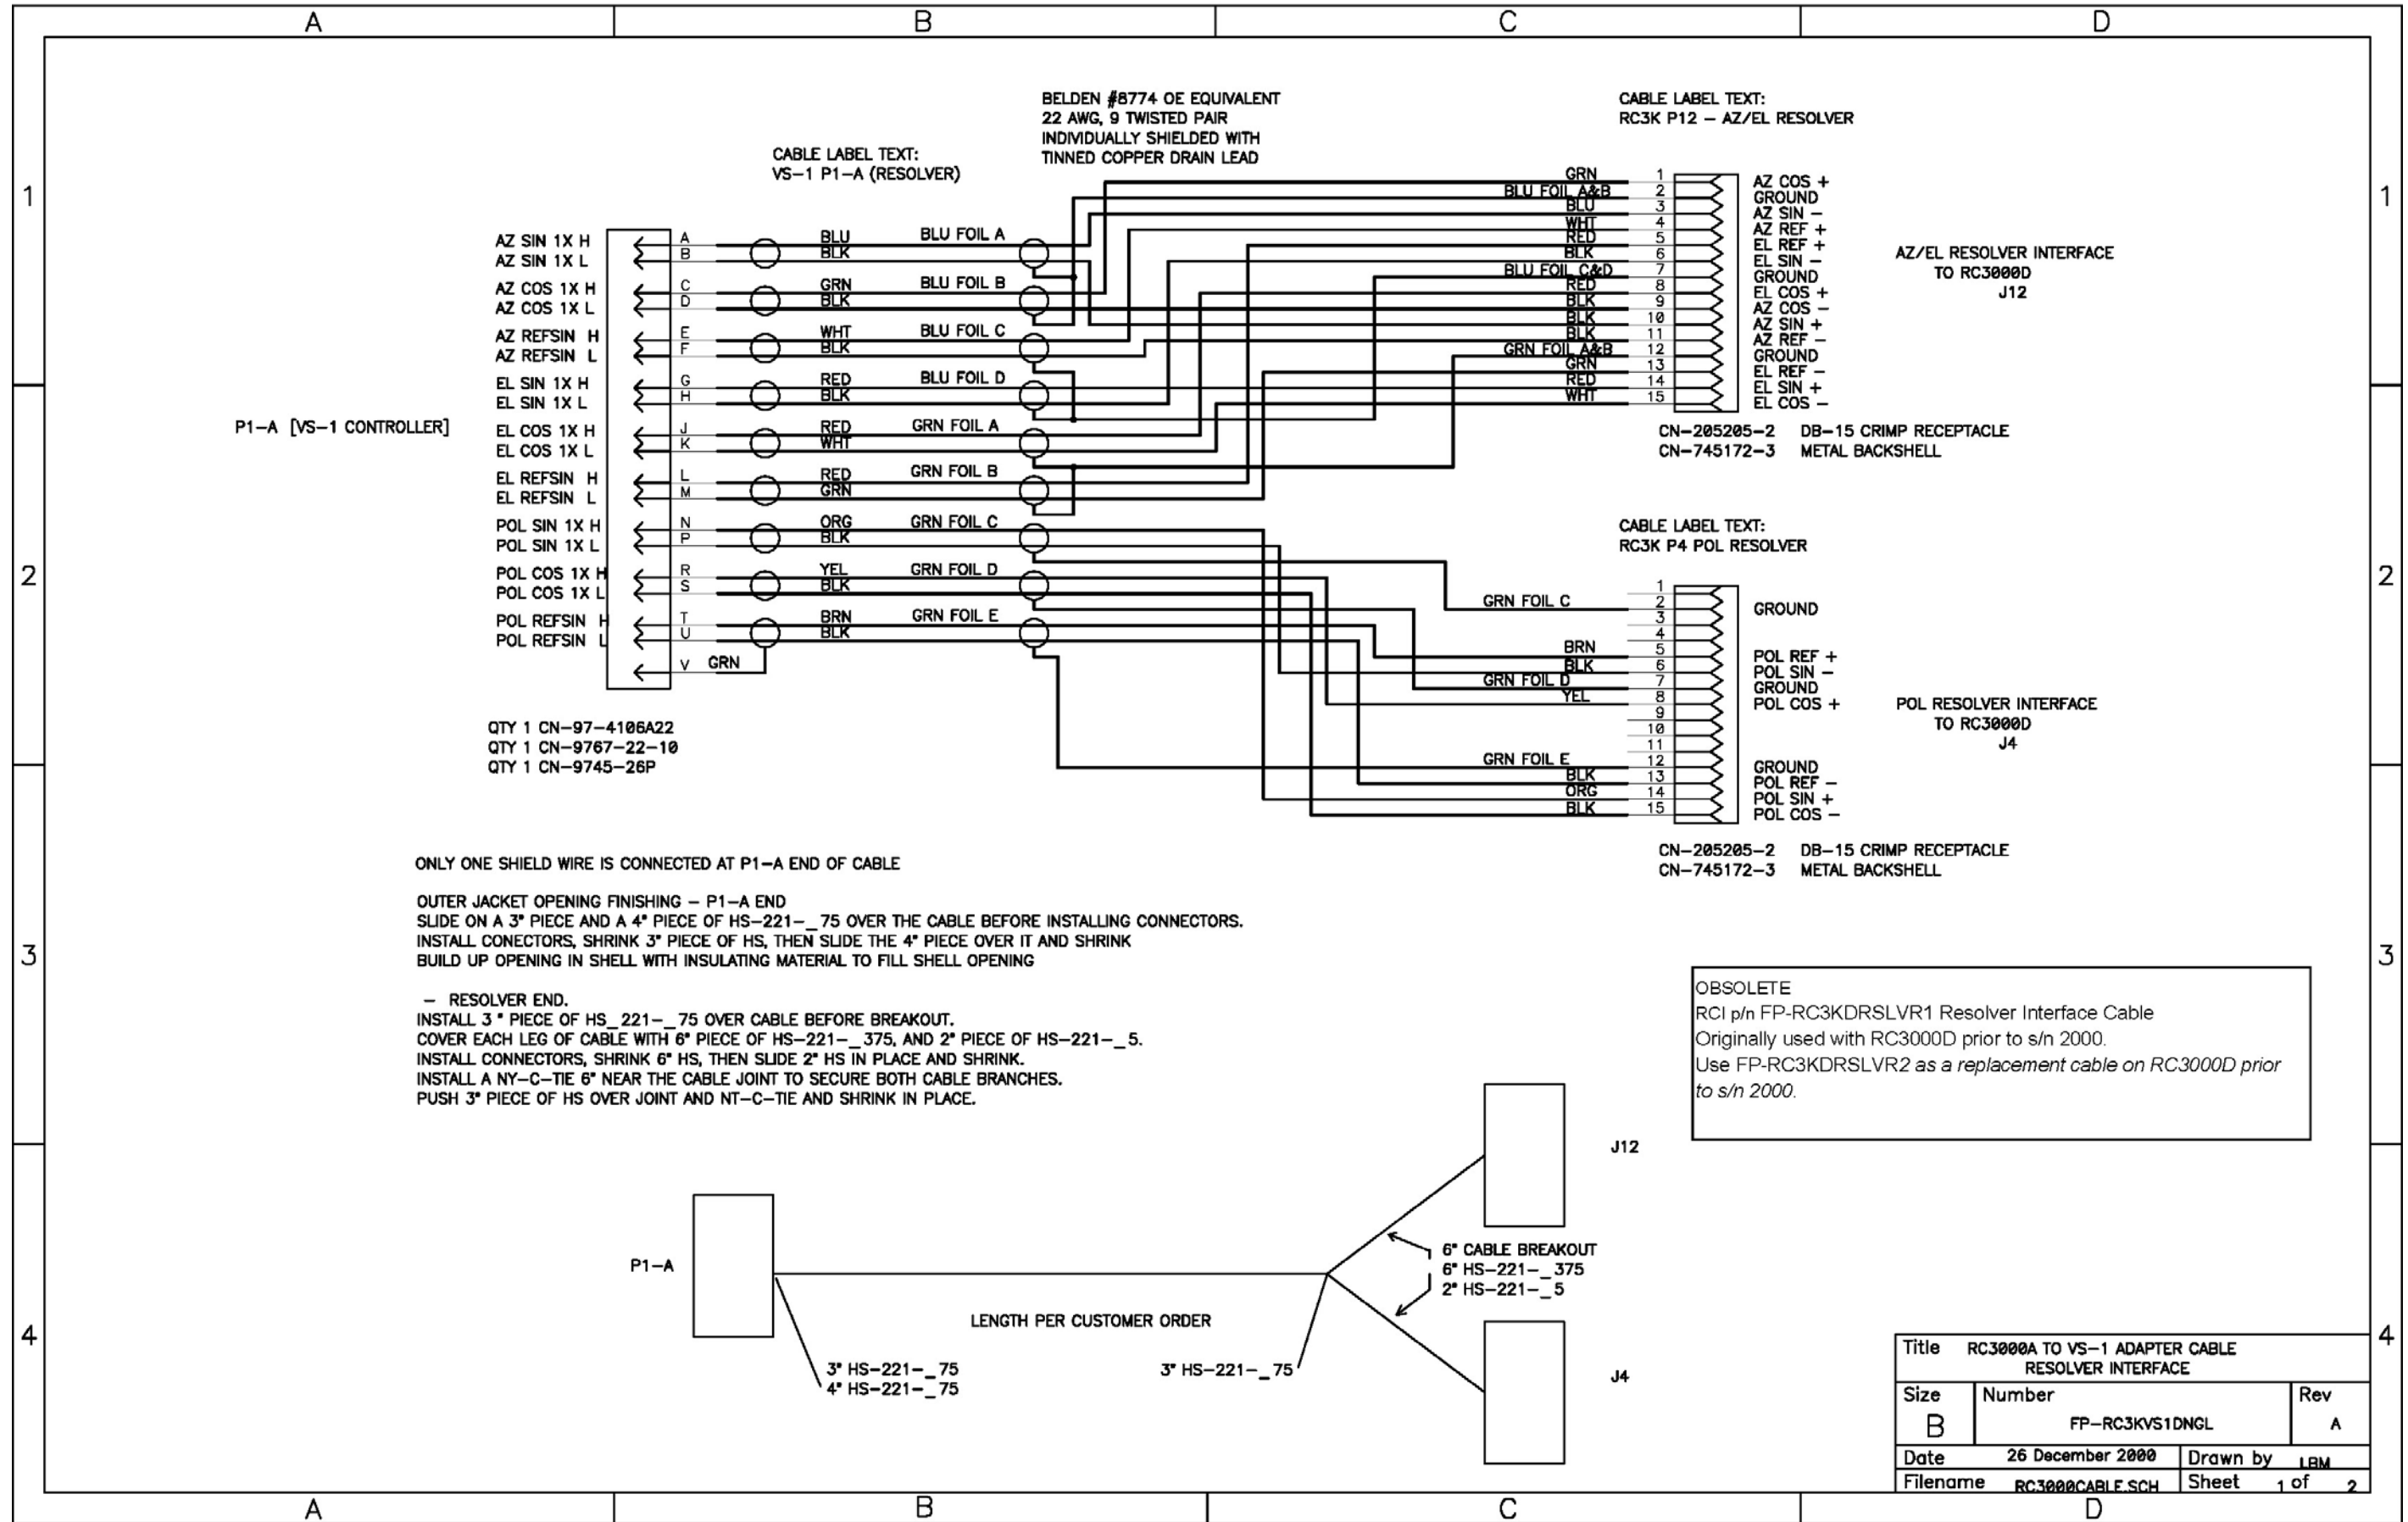 A
B
C
D
1
1
2
2
3
3
4
4
A
B
C
D
BELDEN #8774 OE EQUIVALENT
22 AWG, 9 TWISTED PAIR
INDIVIDUALLY SHIELDED WITH
TINNED COPPER DRAIN LEAD
CABLE LABEL TEXT:
VS-1 P1-A (RESOLVER)
CABLE LABEL TEXT:
RC3K P12 - AZ/EL RESOLVER
P1-A [VS-1 CONTROLLER]
AZ SIN 1X H A BLU BLU FOIL A
AZ SIN 1X L B BLK
AZ COS 1X H C GRN BLU FOIL B
AZ COS 1X L D BLK
AZ REFSIN H E WHT BLU FOIL C
AZ REFSIN L F BLK
EL SIN 1X H G RED BLU FOIL D
EL SIN 1X L H BLK
EL COS 1X H J RED GRN FOIL A
EL COS 1X L K WHT
EL REFSIN H L RED GRN FOIL B
EL REFSIN L M GRN
POL SIN 1X H N ORG GRN FOIL C
POL SIN 1X L P BLK
POL COS 1X H R YEL GRN FOIL D
POL COS 1X L S BLK
POL REFSIN H T BRN GRN FOIL E
POL REFSIN L U BLK
V GRN
QTY 1 CN-97-4106A22
QTY 1 CN-9767-22-10
QTY 1 CN-9745-26P
GRN 1 AZ COS +
BLU FOIL A&B 2 GROUND
BLU 3 AZ SIN -
WHT 4 AZ REF +
RED 5 EL REF +
BLK 6 EL SIN -
BLU FOIL C&D 7 GROUND
RED 8 EL COS +
BLK 9 AZ COS -
BLK 10 AZ SIN +
BLK 11 AZ REF -
GRN FOIL A&B 12 GROUND
GRN 13 EL REF -
RED 14 EL SIN +
WHT 15 EL COS -
AZ/EL RESOLVER INTERFACE
TO RC3000D
J12
CN-205205-2 DB-15 CRIMP RECEPTACLE
CN-745172-3 METAL BACKSHELL
CABLE LABEL TEXT:
RC3K P4 POL RESOLVER
1
GRN FOIL C 2 GROUND
3
4
BRN 5 POL REF +
BLK 6 POL SIN -
GRN FOIL D 7 GROUND
YEL 8 POL COS +
9
10
11
GRN FOIL E 12 GROUND
BLK 13 POL REF -
ORG 14 POL SIN +
BLK 15 POL COS -
POL RESOLVER INTERFACE
TO RC3000D
J4
CN-205205-2 DB-15 CRIMP RECEPTACLE
CN-745172-3 METAL BACKSHELL
ONLY ONE SHIELD WIRE IS CONNECTED AT P1-A END OF CABLE
OUTER JACKET OPENING FINISHING - P1-A END
SLIDE ON A 3" PIECE AND A 4" PIECE OF HS-221-_75 OVER THE CABLE BEFORE INSTALLING CONNECTORS.
INSTALL CONECTORS, SHRINK 3" PIECE OF HS, THEN SLIDE THE 4" PIECE OVER IT AND SHRINK
BUILD UP OPENING IN SHELL WITH INSULATING MATERIAL TO FILL SHELL OPENING
- RESOLVER END.
INSTALL 3 " PIECE OF HS_221-_75 OVER CABLE BEFORE BREAKOUT.
COVER EACH LEG OF CABLE WITH 6" PIECE OF HS-221-_375, AND 2" PIECE OF HS-221-_5.
INSTALL CONNECTORS, SHRINK 6" HS, THEN SLIDE 2" HS IN PLACE AND SHRINK.
INSTALL A NY-C-TIE 6" NEAR THE CABLE JOINT TO SECURE BOTH CABLE BRANCHES.
PUSH 3" PIECE OF HS OVER JOINT AND NT-C-TIE AND SHRINK IN PLACE.
OBSOLETE
RCI p/n FP-RC3KDRSLVR1 Resolver Interface Cable
Originally used with RC3000D prior to s/n 2000.
Use FP-RC3KDRSLVR2 as a replacement cable on RC3000D prior
to s/n 2000.
P1-A
J12
6" CABLE BREAKOUT
6" HS-221-_375
2" HS-221-_5
LENGTH PER CUSTOMER ORDER
3" HS-221-_75
4" HS-221-_75
3" HS-221-_75
J4
Title RC3000A TO VS-1 ADAPTER CABLE
RESOLVER INTERFACE
Size Number Rev
B FP-RC3KVS1DNGL A
Date 26 December 2000 Drawn by LBM
Filename RC3000CABLE.SCH Sheet 1 of 2